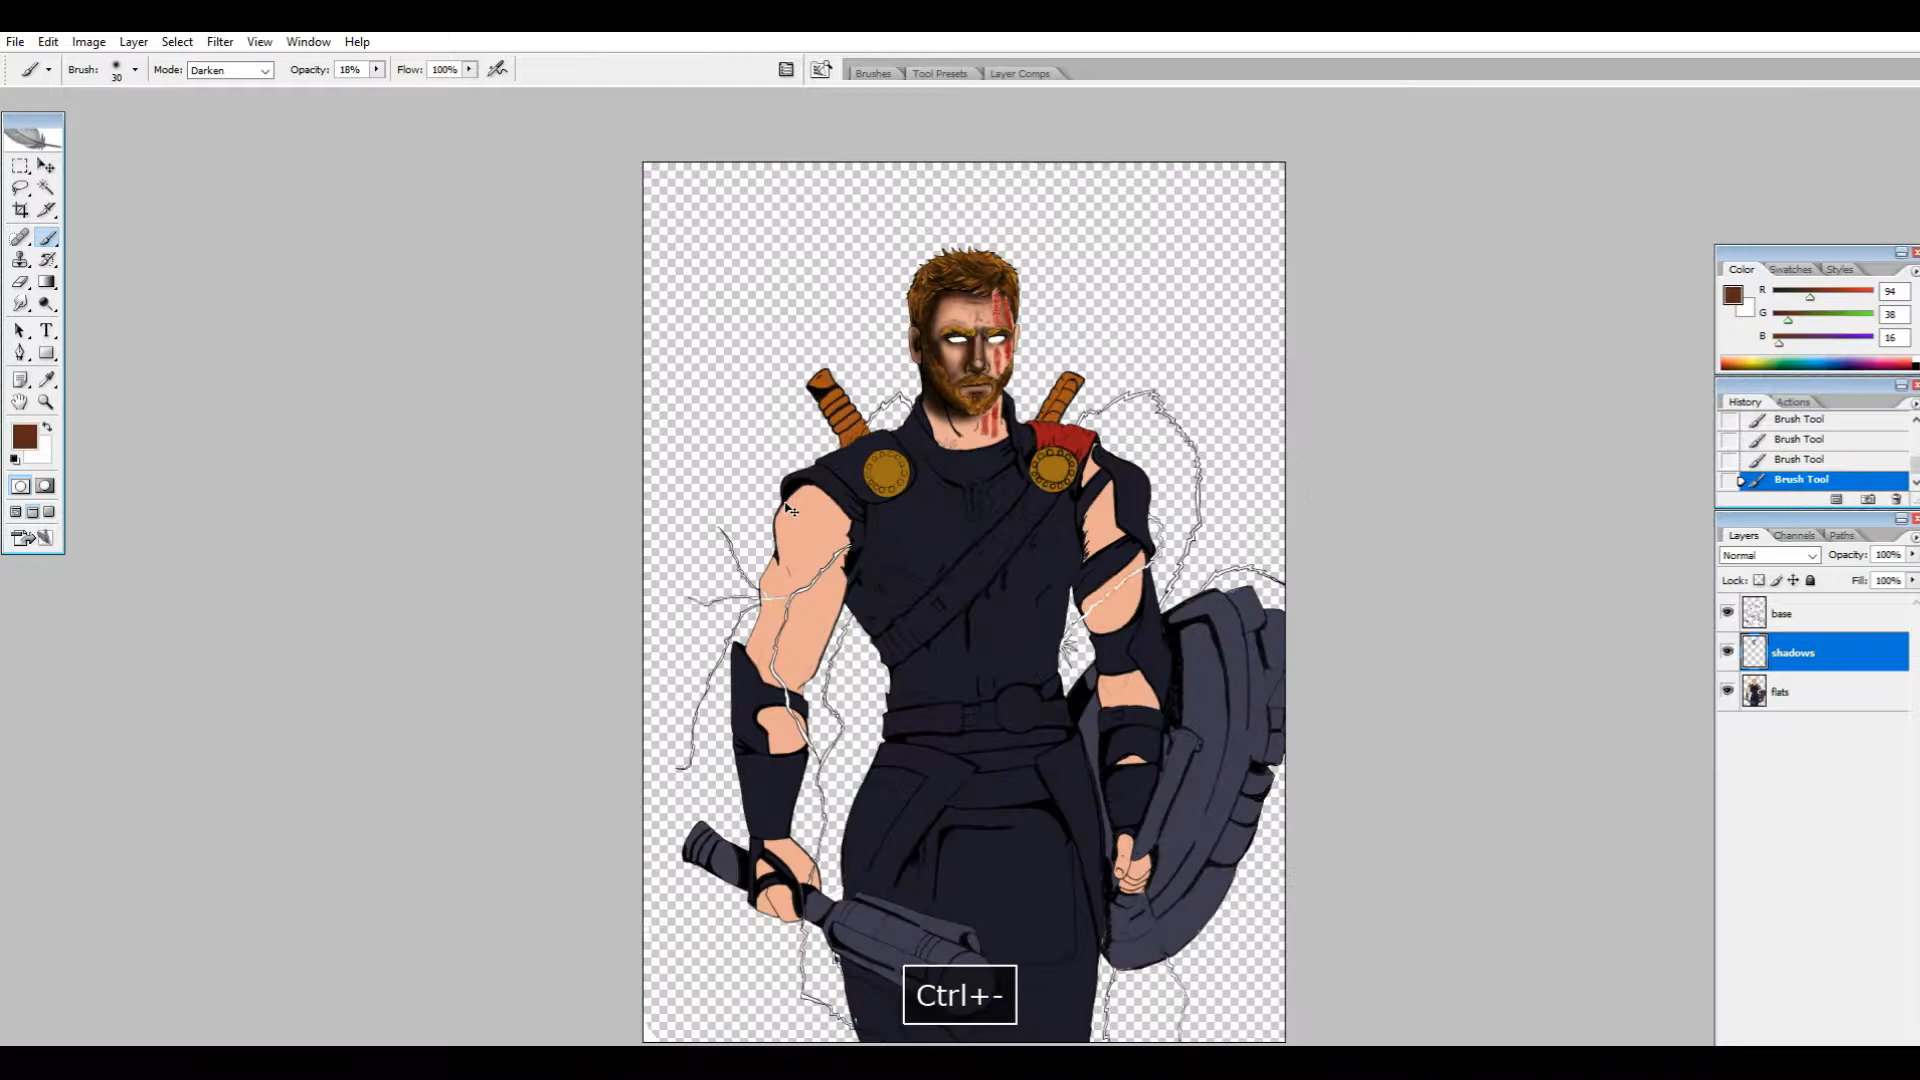 File Edit Image Layer Select Filter View Window Help
Brush: 30 Mode: Darken Opacity: 18% Flow: 100% Brushes Tool Presets Layer Comps
Color Swatches Styles
R 94
G 38
B 16
History Actions
Brush Tool
Brush Tool
Brush Tool
Brush Tool
Layers Channels Paths
Normal Opacity: 100%
Lock: Fill: 100%
base
shadows
flats
Ctrl+-